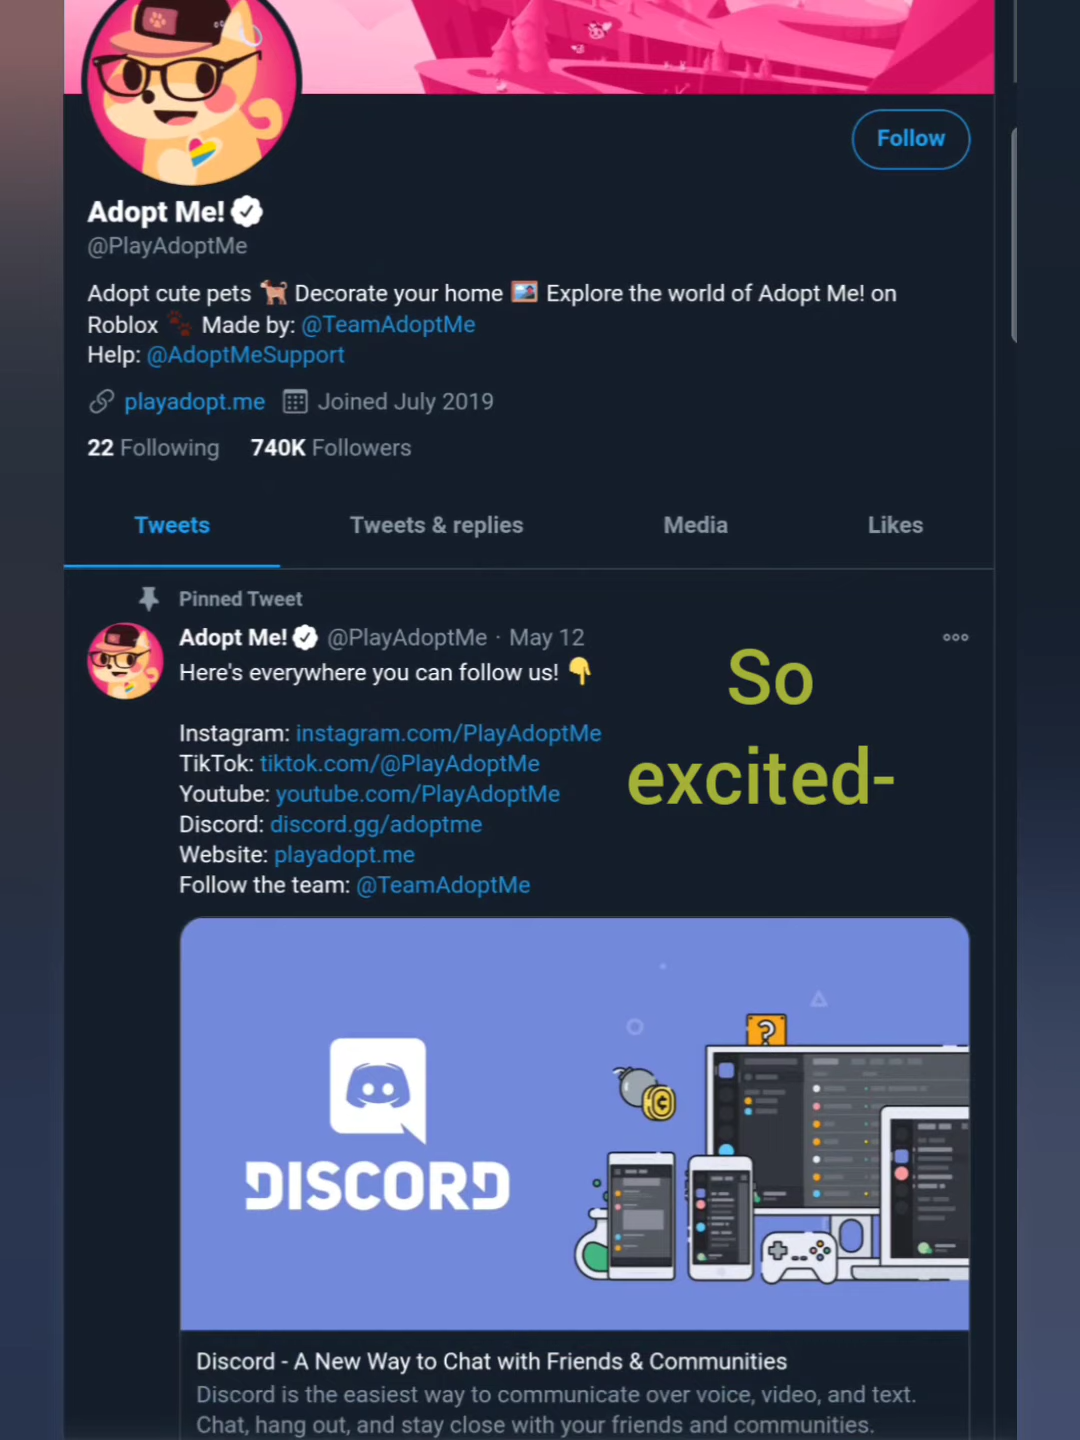 Follow
Adopt Me!
@PlayAdoptMe
Adopt cute pets 🐕 Decorate your home 🖼️ Explore the world of Adopt Me! on
Roblox 🐾 Made by: @TeamAdoptMe
Help: @AdoptMeSupport
playadopt.me Joined July 2019
22 Following 740K Followers
Tweets Tweets & replies Media Likes
Pinned Tweet
Adopt Me! @PlayAdoptMe · May 12
Here's everywhere you can follow us! 👇
Instagram: instagram.com/PlayAdoptMe
TikTok: tiktok.com/@PlayAdoptMe
Youtube: youtube.com/PlayAdoptMe
Discord: discord.gg/adoptme
Website: playadopt.me
Follow the team: @TeamAdoptMe
So
excited-
DISCORD
?
Discord - A New Way to Chat with Friends & Communities
Discord is the easiest way to communicate over voice, video, and text.
Chat, hang out, and stay close with your friends and communities.